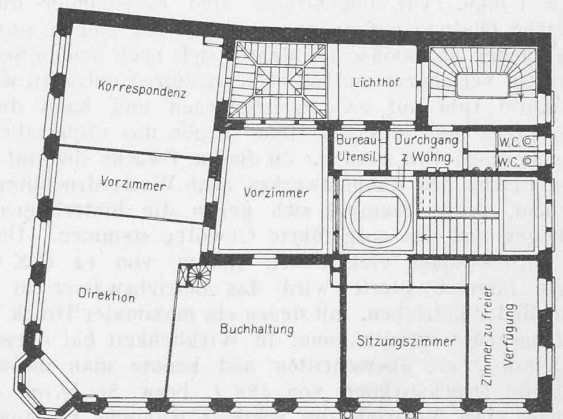 Korrespondenz
Lichthof
Bureau-
Utensil.
Durchgang
z. Wohng.
W.C.
W.C.
Vorzimmer
Vorzimmer
Direktion
Buchhaltung
Sitzungszimmer
Zimmer zu freier
Verfügung